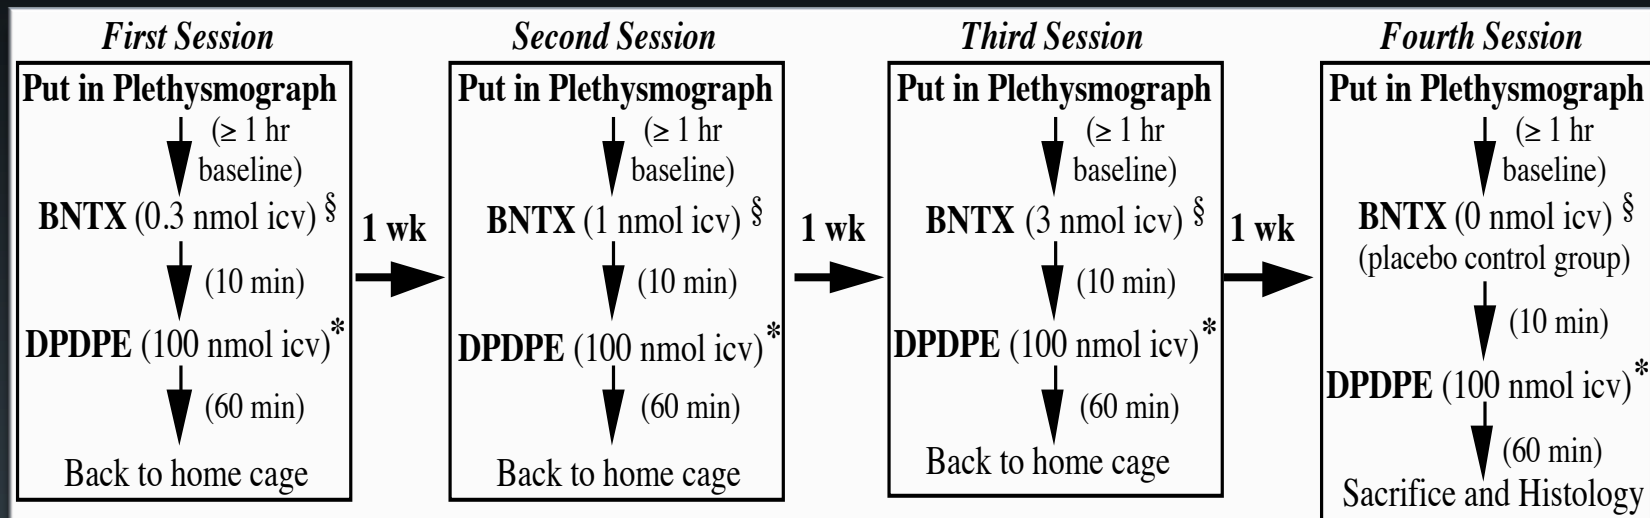 First Session
Put in Plethysmograph
(≥ 1 hr
baseline)
BNTX (0.3 nmol icv) §
(10 min)
DPDPE (100 nmol icv)*
(60 min)
Back to home cage
1 wk
Second Session
Put in Plethysmograph
(≥ 1 hr
baseline)
BNTX (1 nmol icv) §
(10 min)
DPDPE (100 nmol icv)*
(60 min)
Back to home cage
1 wk
Third Session
Put in Plethysmograph
(≥ 1 hr
baseline)
BNTX (3 nmol icv) §
(10 min)
DPDPE (100 nmol icv)*
(60 min)
Back to home cage
1 wk
Fourth Session
Put in Plethysmograph
(≥ 1 hr
baseline)
BNTX (0 nmol icv) §
(placebo control group)
(10 min)
DPDPE (100 nmol icv)*
(60 min)
Sacrifice and Histology